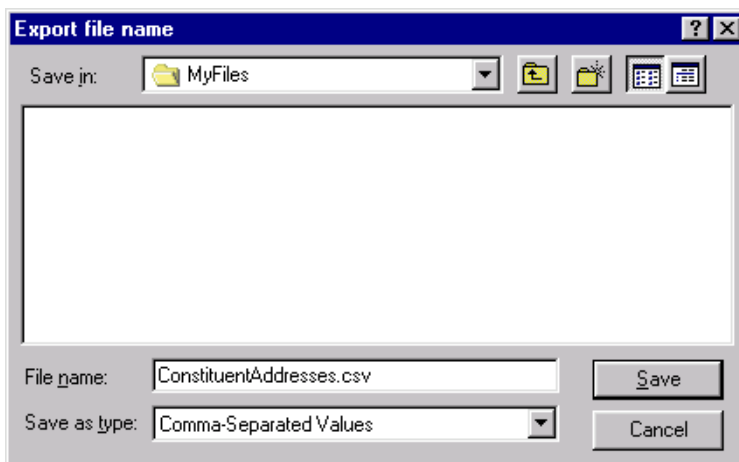 Export file name
Save in: MyFiles
File name: ConstituentAddresses.csv Save
Save as type: Comma-Separated Values Cancel